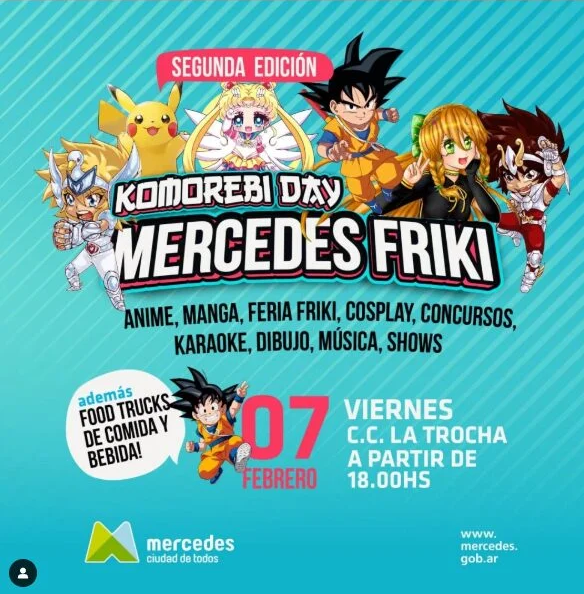 SEGUNDA EDICIÓN
KOMOREBI DAY
MERCEDES FRIKI
ANIME, MANGA, FERIA FRIKI, COSPLAY, CONCURSOS,
KARAOKE, DIBUJO, MÚSICA, SHOWS
además
FOOD TRUCKS
DE COMIDA Y
BEBIDA!
07
FEBRERO
VIERNES
C.C. LA TROCHA
A PARTIR DE
18.00HS
mercedes
ciudad de todos
www.
mercedes.
gob.ar